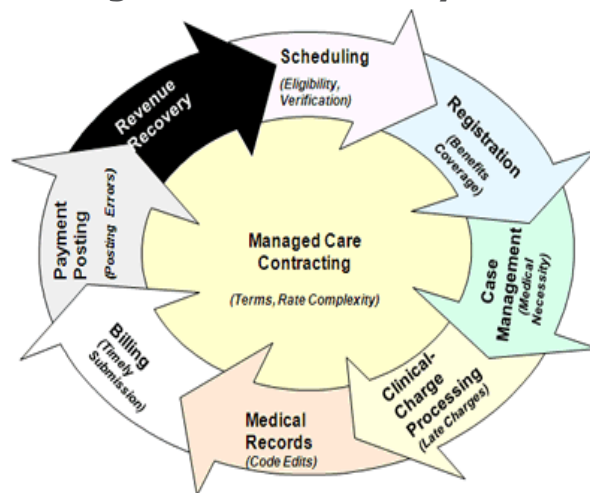 Scheduling
(Eligibility,
Verification)
Registration
(Benefits
Coverage)
Case
Management
(Medical
Necessity)
Clinical-
Charge
Processing
(Late Charges)
Medical
Records
(Code Edits)
Billing
(Timely
Submission)
Payment
Posting
(Posting Errors)
Revenue
Recovery
Managed Care
Contracting
(Terms, Rate Complexity)